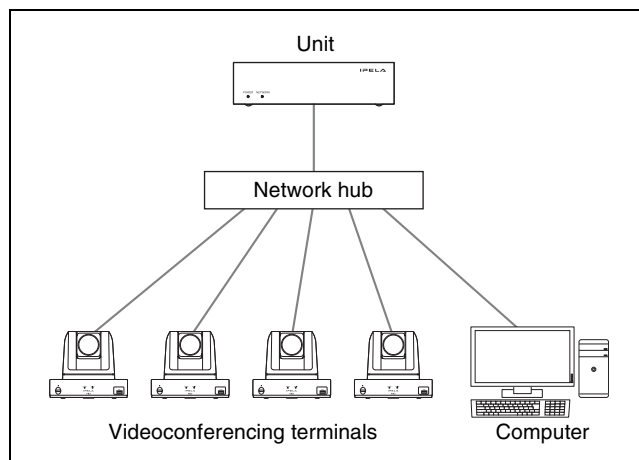 Unit
IPELA
POWER NETWORK
Network hub
Videoconferencing terminals
Computer